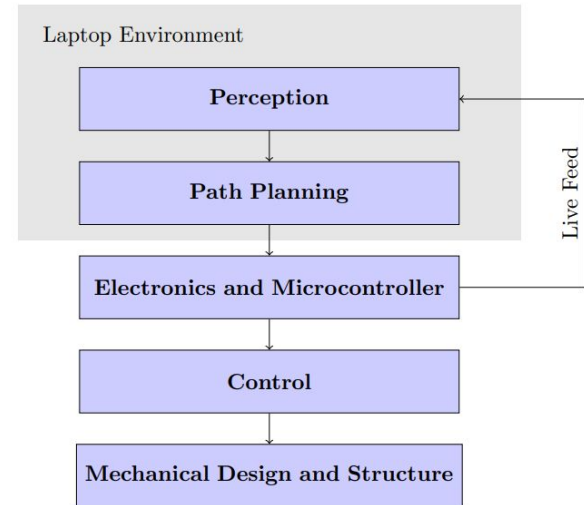 Laptop Environment
Perception
Path Planning
Live Feed
Electronics and Microcontroller
Control
Mechanical Design and Structure